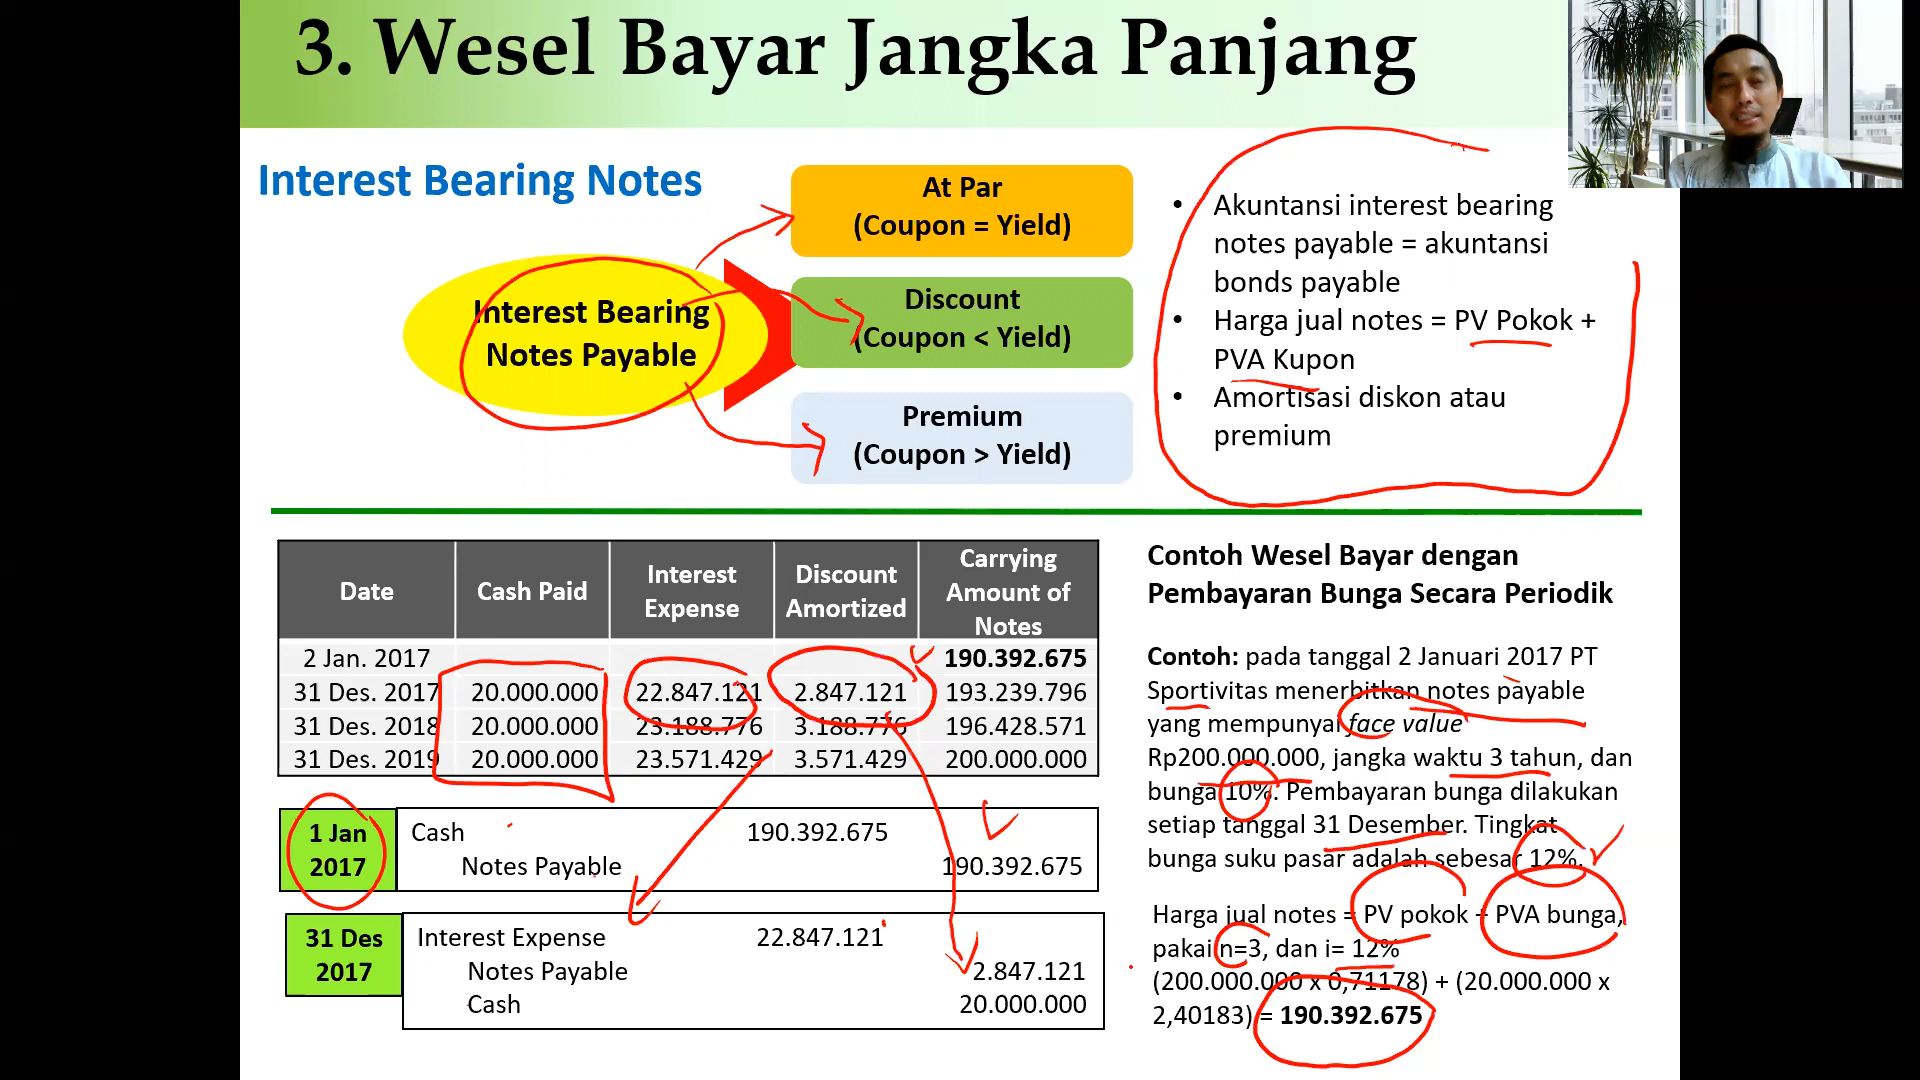 3. Wesel Bayar Jangka Panjang
Interest Bearing Notes
Interest Bearing
Notes Payable
At Par
(Coupon = Yield)
Discount
(Coupon < Yield)
Premium
(Coupon > Yield)
• Akuntansi interest bearing
notes payable = akuntansi
bonds payable
• Harga jual notes = PV Pokok +
PVA Kupon
• Amortisasi diskon atau
premium
Date Cash Paid Interest Expense Discount Amortized Carrying Amount of Notes
2 Jan. 2017 190.392.675
31 Des. 2017 20.000.000 22.847.121 2.847.121 193.239.796
31 Des. 2018 20.000.000 23.188.776 3.188.776 196.428.571
31 Des. 2019 20.000.000 23.571.429 3.571.429 200.000.000
1 Jan
2017
Cash 190.392.675
Notes Payable 190.392.675
31 Des
2017
Interest Expense 22.847.121
Notes Payable 2.847.121
Cash 20.000.000
Contoh Wesel Bayar dengan
Pembayaran Bunga Secara Periodik
Contoh: pada tanggal 2 Januari 2017 PT
Sportivitas menerbitkan notes payable
yang mempunyai face value
Rp200.000.000, jangka waktu 3 tahun, dan
bunga 10%. Pembayaran bunga dilakukan
setiap tanggal 31 Desember. Tingkat
bunga suku pasar adalah sebesar 12%.
Harga jual notes = PV pokok + PVA bunga,
pakai n=3, dan i= 12%
(200.000.000 x 0,71178) + (20.000.000 x
2,40183) = 190.392.675